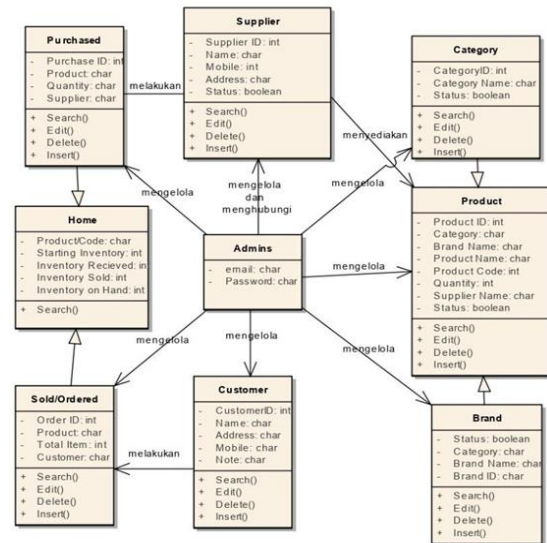 Purchased
- Purchase ID: int
- Product: char
- Quantity: char
- Supplier: char
+ Search()
+ Edit()
+ Delete()
+ Insert()
melakukan
Supplier
- Supplier ID: int
- Name: char
- Mobile: int
- Address: char
- Status: boolean
+ Search()
+ Edit()
+ Delete()
+ Insert()
Category
- CategoryID: int
- Category Name: char
- Status: boolean
+ Search()
+ Edit()
+ Delete()
+ Insert()
menyediakan
mengelola
mengelola
dan
menghubungi
mengelola
Home
- Product/Code: char
- Starting Inventory: int
- Inventory Recieved: int
- Inventory Sold: int
- Inventory on Hand: int
+ Search()
Admins
- email: char
- Password: char
mengelola
Product
- Product ID: int
- Category: char
- Brand Name: char
- Product Name: char
- Product Code: int
- Quantity: int
- Supplier Name: char
- Status: boolean
+ Search()
+ Edit()
+ Delete()
+ Insert()
mengelola
mengelola
mengelola
Sold/Ordered
- Order ID: int
- Product: char
- Total Item: int
- Customer: char
+ Search()
+ Edit()
+ Delete()
+ Insert()
melakukan
Customer
- CustomerID: int
- Name: char
- Address: char
- Mobile: char
- Note: char
+ Search()
+ Edit()
+ Delete()
+ Insert()
Brand
- Status: boolean
- Category: char
- Brand Name: char
- Brand ID: char
+ Search()
+ Edit()
+ Delete()
+ Insert()